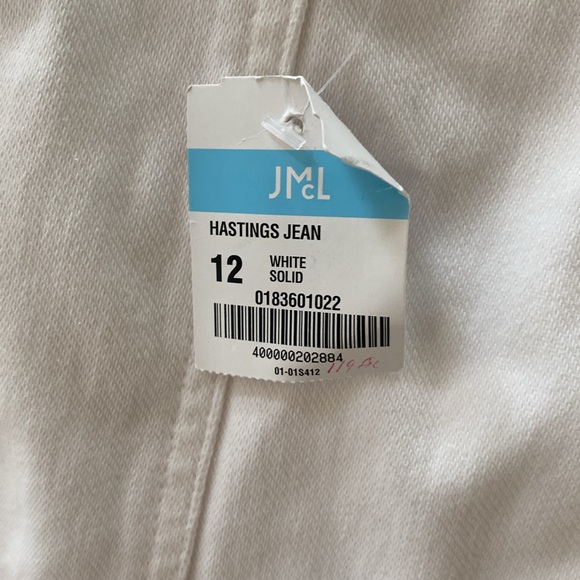 JMcL
HASTINGS JEAN
12 WHITE
SOLID
0183601022
400000202884
01-01S412